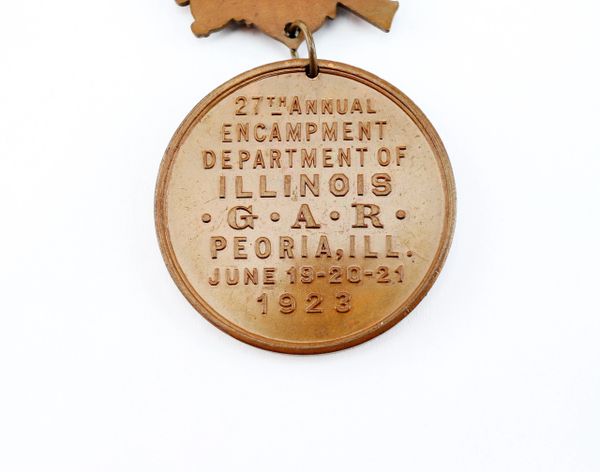 27TH ANNUAL
ENCAMPMENT
DEPARTMENT OF
ILLINOIS
· G · A · R ·
PEORIA, ILL.
JUNE 19-20-21
1923